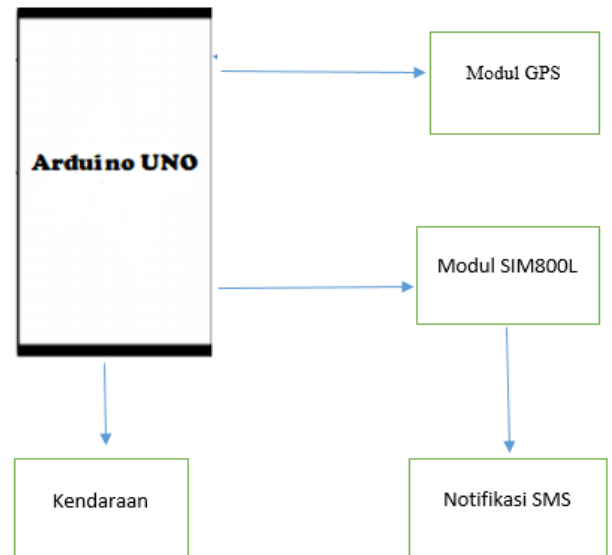 Modul GPS
Arduino UNO
Modul SIM800L
Kendaraan
Notifikasi SMS